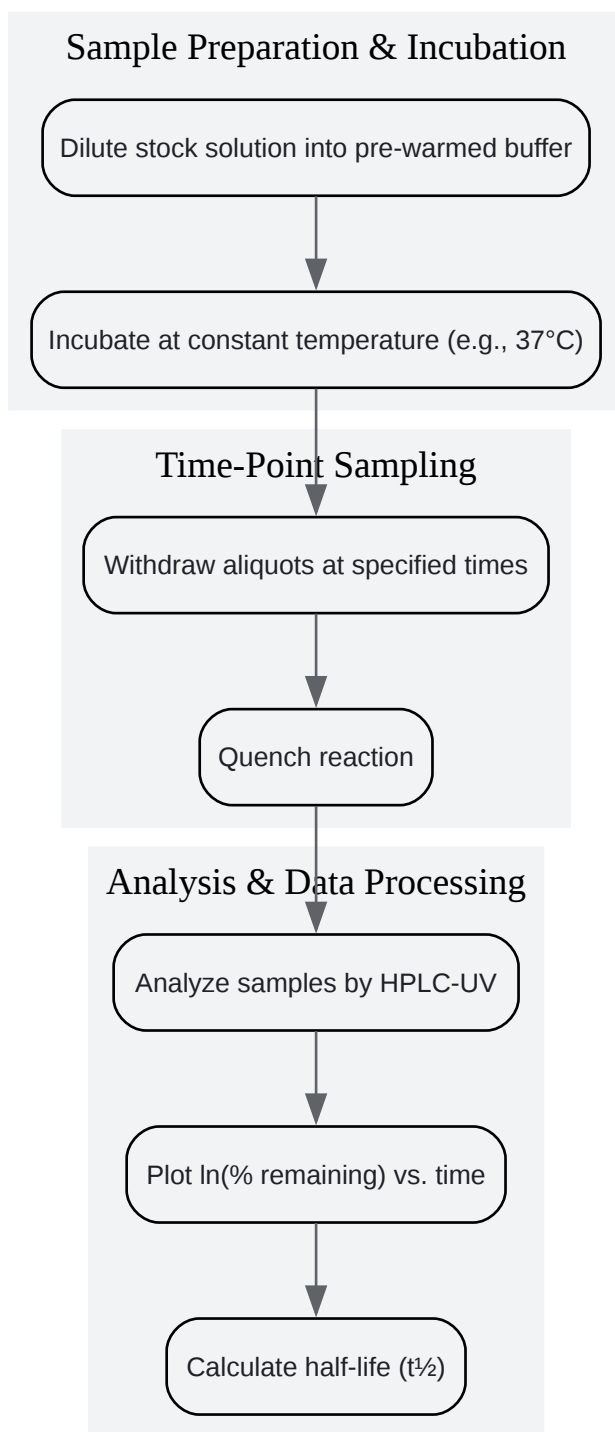 Sample Preparation & Incubation
Dilute stock solution into pre-warmed buffer
Incubate at constant temperature (e.g., 37°C)
Time-Point Sampling
Withdraw aliquots at specified times
Quench reaction
Analysis & Data Processing
Analyze samples by HPLC-UV
Plot ln(% remaining) vs. time
Calculate half-life (t½)